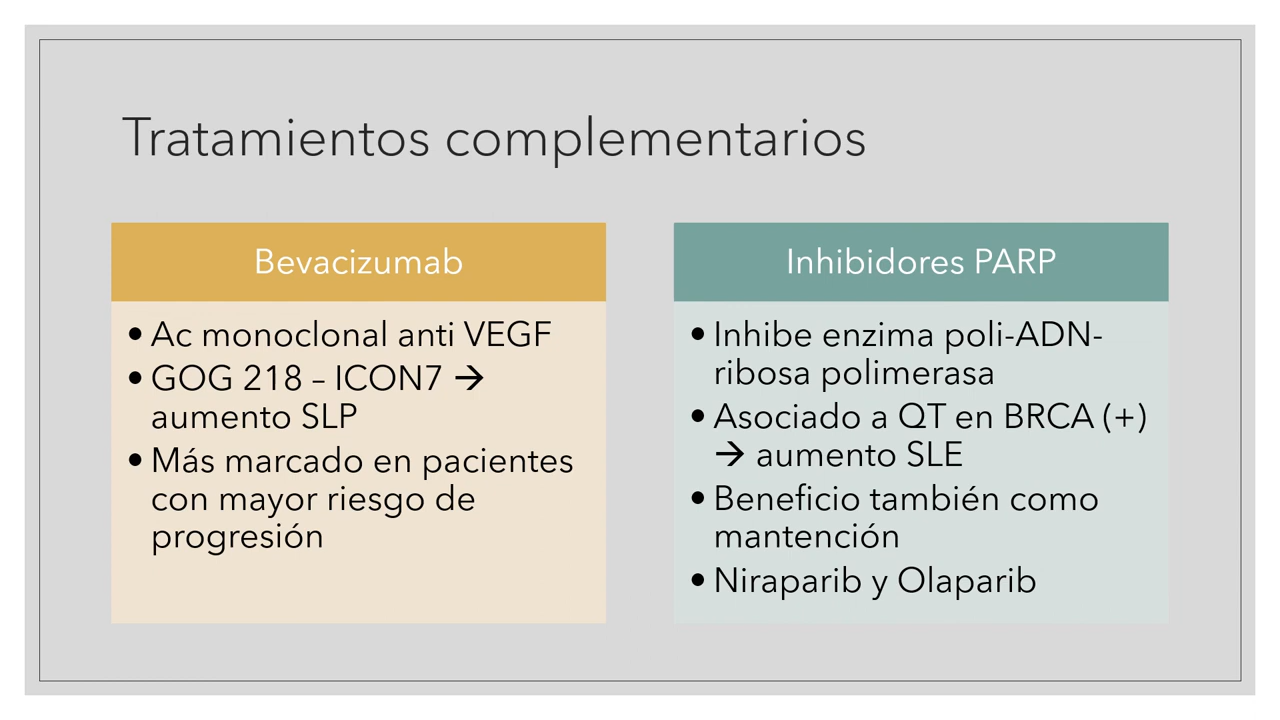 Tratamientos complementarios
Bevacizumab
• Ac monoclonal anti VEGF
• GOG 218 – ICON7 →
aumento SLP
• Más marcado en pacientes
con mayor riesgo de
progresión
Inhibidores PARP
• Inhibe enzima poli-ADN-
ribosa polimerasa
• Asociado a QT en BRCA (+)
→ aumento SLE
• Beneficio también como
mantención
• Niraparib y Olaparib